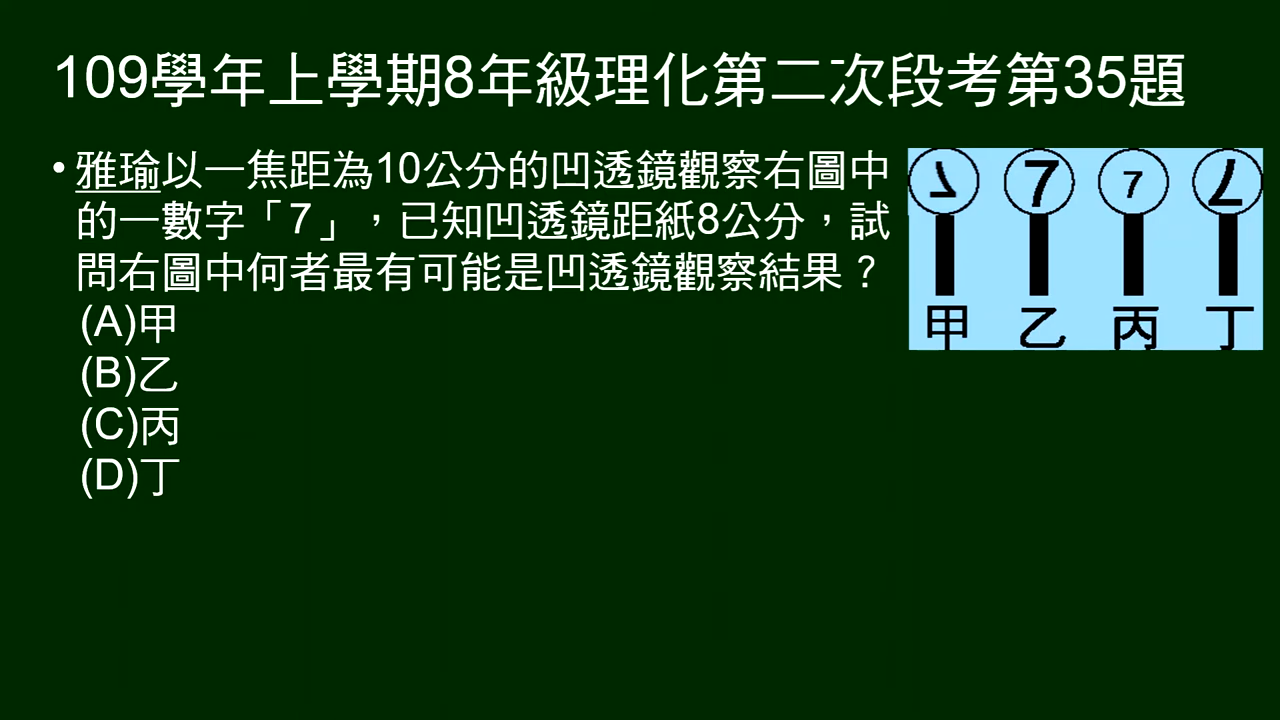 109學年上學期8年級理化第二次段考第35題
•雅瑜以一焦距為10公分的凹透鏡觀察右圖中
的一數字「7」，已知凹透鏡距紙8公分，試
問右圖中何者最有可能是凹透鏡觀察結果？
(A)甲
(B)乙
(C)丙
(D)丁
7 7 7 7
甲 乙 丙 丁